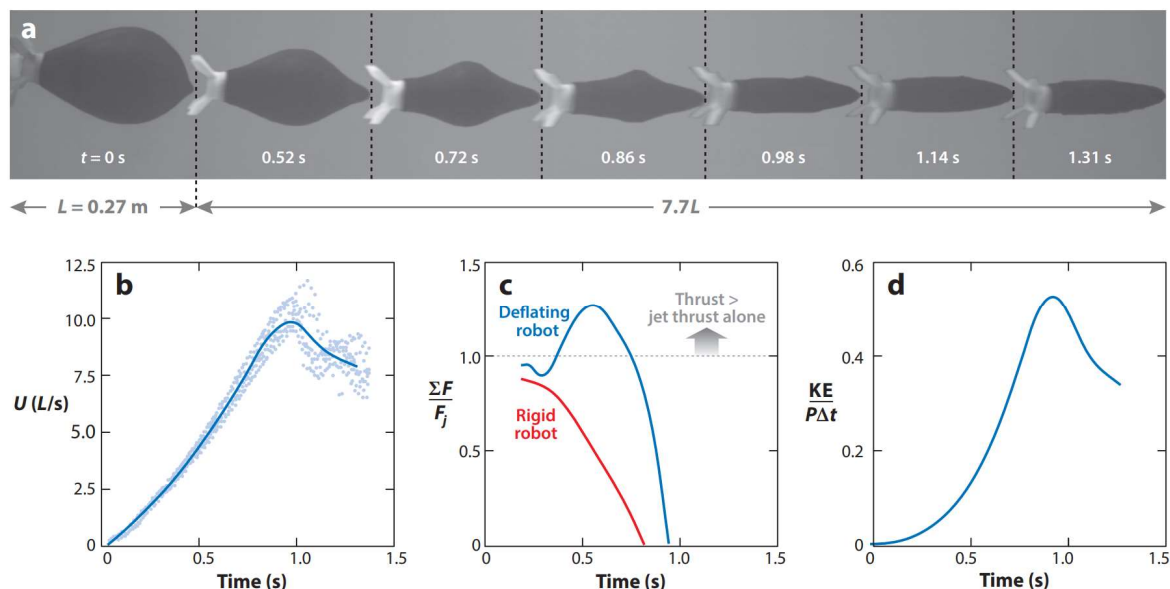 a
t = 0 s 0.52 s 0.72 s 0.86 s 0.98 s 1.14 s 1.31 s
L = 0.27 m 7.7L
b
12.5
10.0
7.5
5.0
2.5
0
U (L/s)
0 0.5 1.0 1.5
Time (s)
c
1.5
1.0
0.5
0
ΣF
F_j
Deflating
robot
Rigid
robot
Thrust >
jet thrust alone
0 0.5 1.0 1.5
Time (s)
d
0.6
0.4
0.2
0
KE
PΔt
0 0.5 1.0 1.5
Time (s)